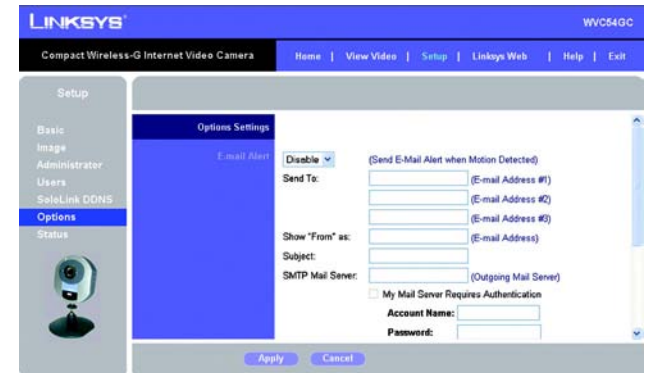 LINKSYS
WVC54GC
Compact Wireless-G Internet Video Camera
Home | View Video | Setup | Linksys Web | Help | Exit
Setup
Basic
Image
Administrator
Users
SoloLink DDNS
Options
Status
Options Settings
E-mail Alert
Disable (Send E-Mail Alert when Motion Detected)
Send To: (E-mail Address #1)
(E-mail Address #2)
(E-mail Address #3)
Show "From" as: (E-mail Address)
Subject:
SMTP Mail Server: (Outgoing Mail Server)
My Mail Server Requires Authentication
Account Name:
Password:
Apply Cancel